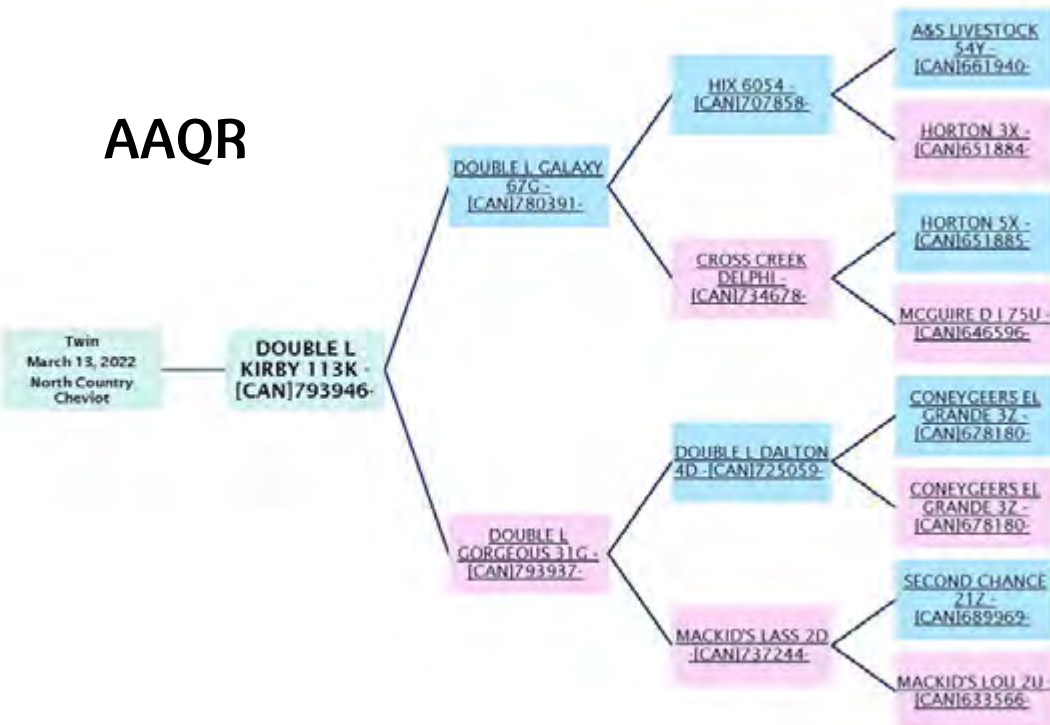 AAQR
Twin
March 13, 2022
North Country
Cheviot
DOUBLE L
KIRBY 113K -
[CAN]793946-
DOUBLE L GALAXY
67G -
[CAN]780391-
DOUBLE L
GORGEOUS 31G -
[CAN]793937-
HIX 6054 -
[CAN]707858-
CROSS CREEK
DELPHI -
[CAN]734678-
DOUBLE L DALTON
4D -[CAN]725059-
MACKID'S LASS 2D
-[CAN]737244-
A&S LIVESTOCK
54Y -
[CAN]661940-
HORTON 3X -
[CAN]651884-
HORTON 5X -
[CAN]651885-
MCGUIRE D I 75U -
[CAN]646596-
CONEYGEERS EL
GRANDE 3Z -
[CAN]678180-
CONEYGEERS EL
GRANDE 3Z -
[CAN]678180-
SECOND CHANCE
21Z -
[CAN]689969-
MACKID'S LOU 2U -
[CAN]633566-